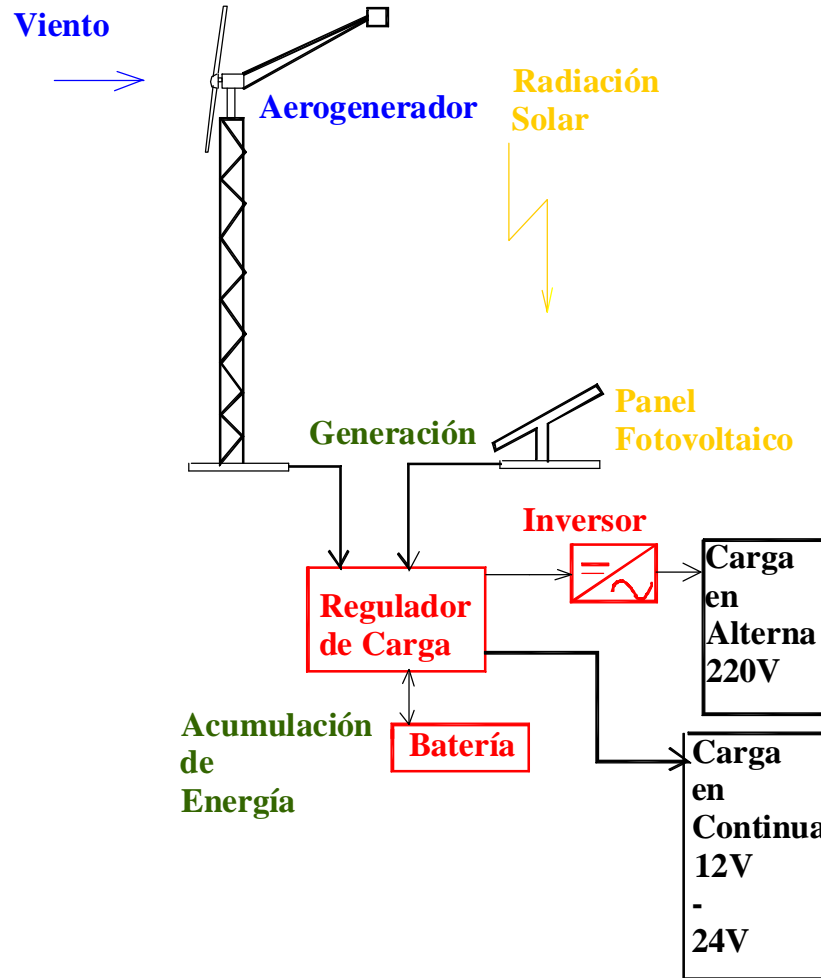 Viento
Aerogenerador
Radiación
Solar
Generación
Panel
Fotovoltaico
Inversor
Regulador
de Carga
Carga
en
Alterna
220V
Acumulación
de
Energía
Batería
Carga
en
Continua
12V
-
24V